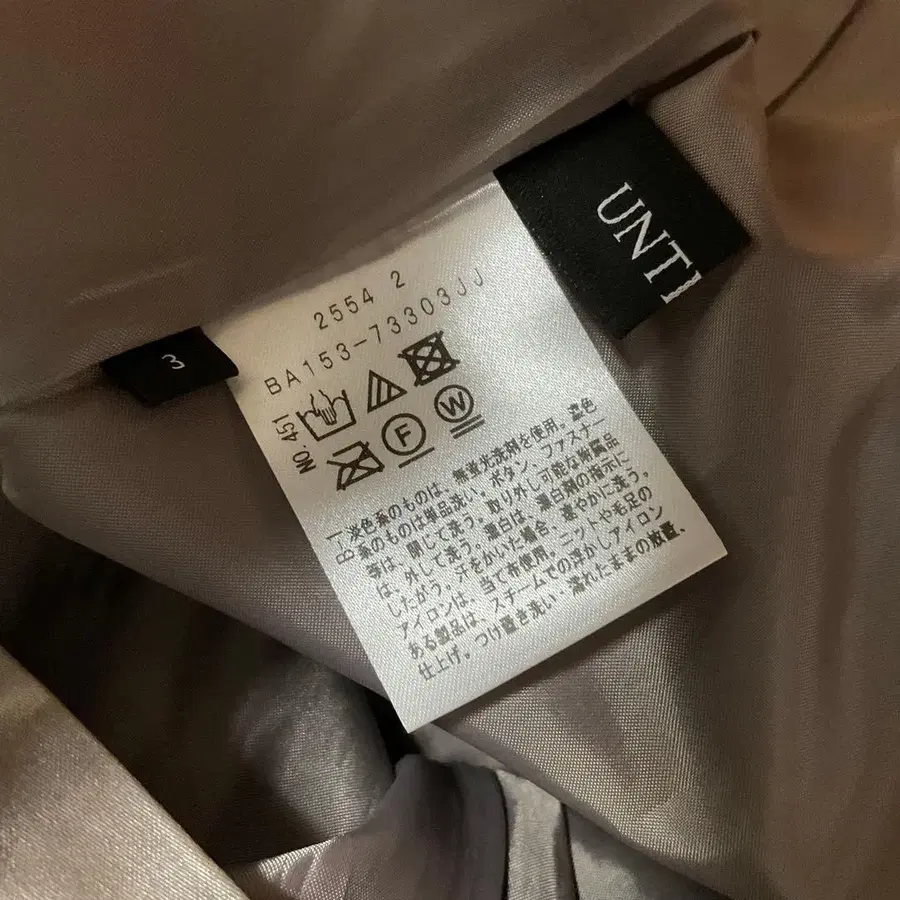 UNTI
3
2554 2
BA153-73303JJ
NO.451
F
W
B-1
淡色系のものは、無蛍光洗剤を使用。濃色
系のものは単品洗い。ボタン、ファスナー
等は、閉じて洗う。取り外し可能な附属品
は、外して洗う。漂白は、漂白剤の指示に
したがう。汗をかいた場合、速やかに洗う。
アイロンは、当て布使用。ニットや毛足の
ある製品は、スチームでの浮かしアイロン
仕上げ。つけ置き洗い・濡れたままの放置、